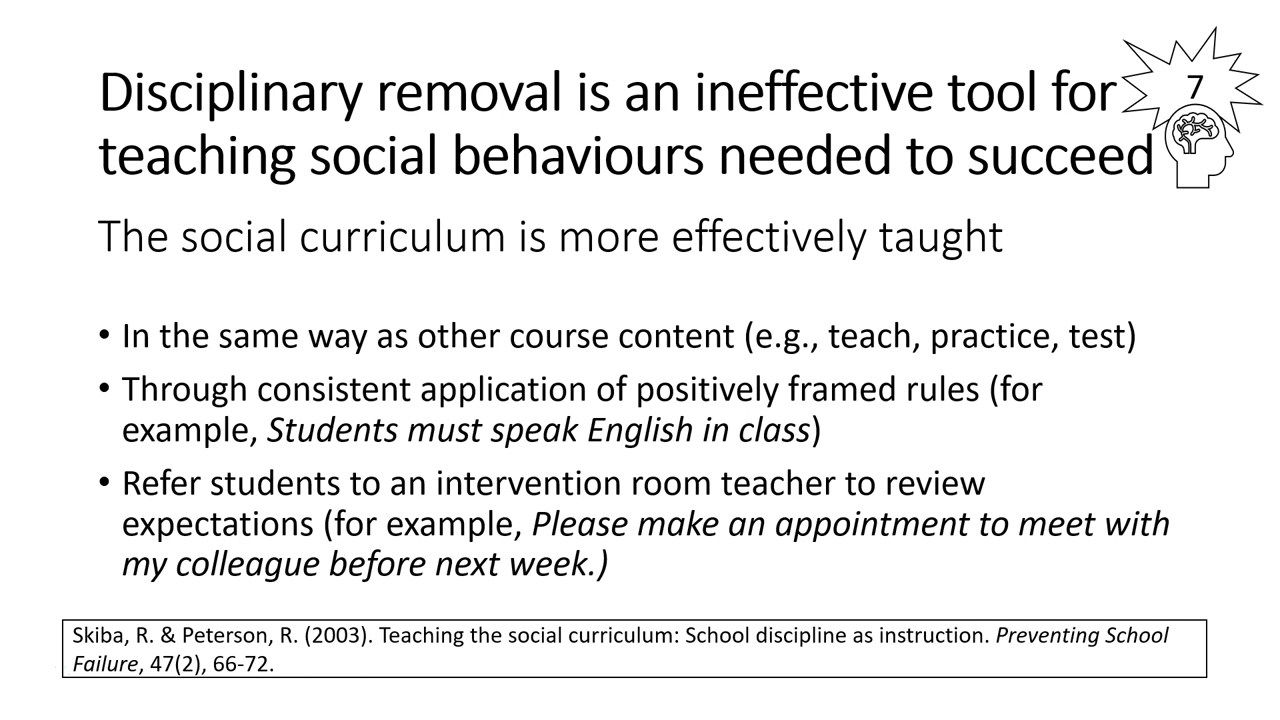 Disciplinary removal is an ineffective tool for
teaching social behaviours needed to succeed
7
The social curriculum is more effectively taught
• In the same way as other course content (e.g., teach, practice, test)
• Through consistent application of positively framed rules (for
example, Students must speak English in class)
• Refer students to an intervention room teacher to review
expectations (for example, Please make an appointment to meet with
my colleague before next week.)
Skiba, R. & Peterson, R. (2003). Teaching the social curriculum: School discipline as instruction. Preventing School
Failure, 47(2), 66-72.